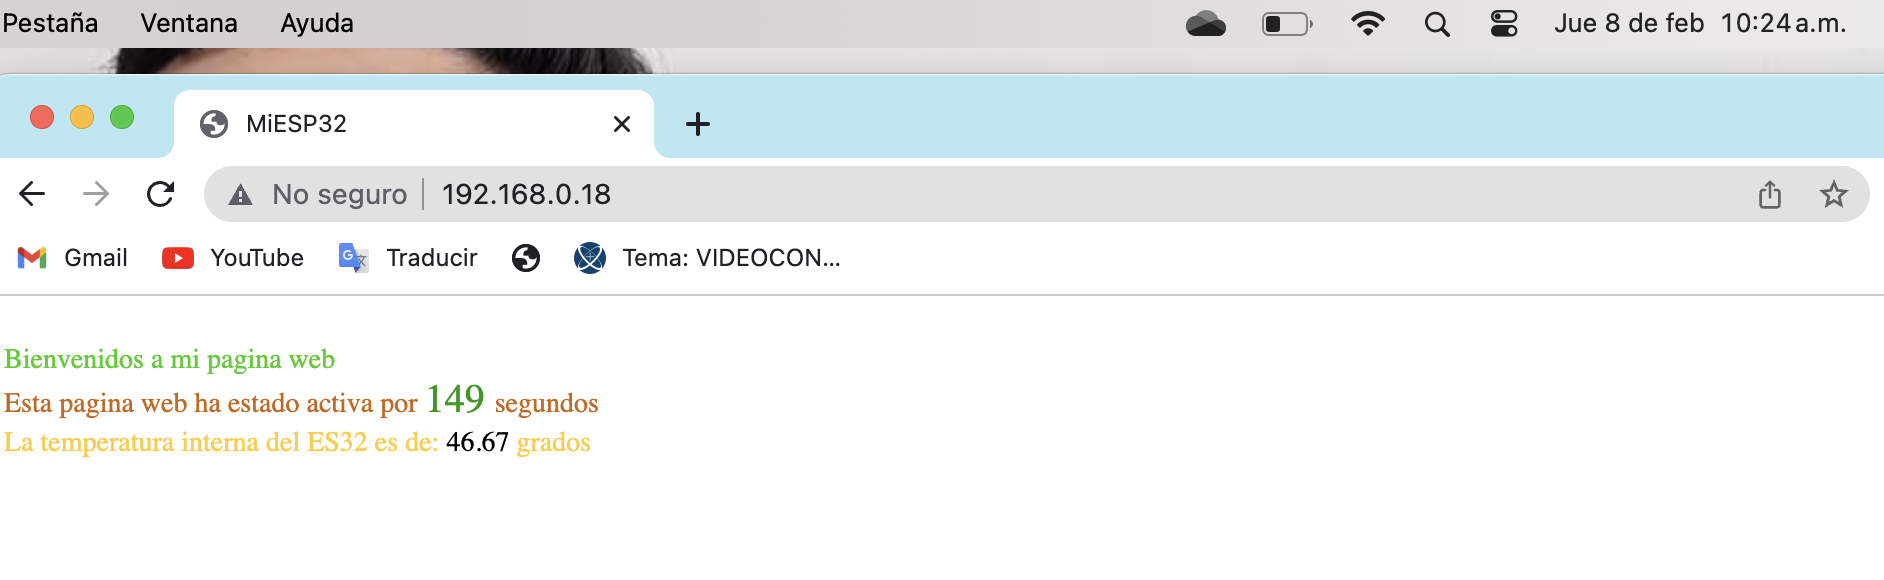 Pestaña Ventana Ayuda Jue 8 de feb 10:24 a.m.
MiESP32
No seguro 192.168.0.18
Gmail YouTube Traducir Tema: VIDEOCON...
Bienvenidos a mi pagina web
Esta pagina web ha estado activa por 149 segundos
La temperatura interna del ES32 es de: 46.67 grados